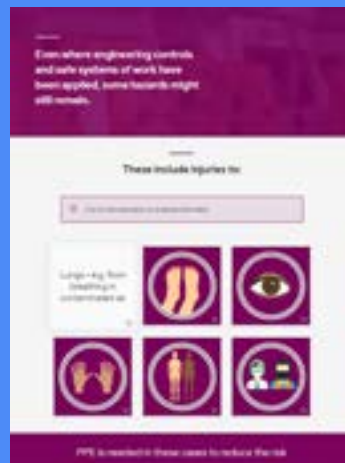 Even where engineering controls
and safe systems of work have
been applied, some hazards might
still remain.
These include injuries to:
Lungs - e.g. from
breathing in
contaminated air
PPE is needed in these cases to reduce the risk